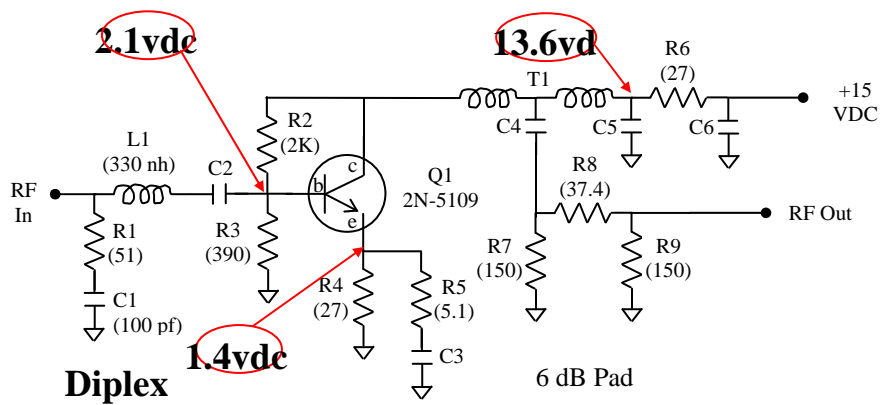 2.1vdc
13.6vd
R6
(27)
T1
+15
VDC
R2
(2K)
C4
C5
C6
L1
(330 nh)
C2
c
b
e
Q1
2N-5109
R8
(37.4)
RF
In
RF Out
R1
(51)
R3
(390)
R7
(150)
R9
(150)
R4
(27)
R5
(5.1)
C1
(100 pf)
1.4vdc
C3
Diplex
6 dB Pad